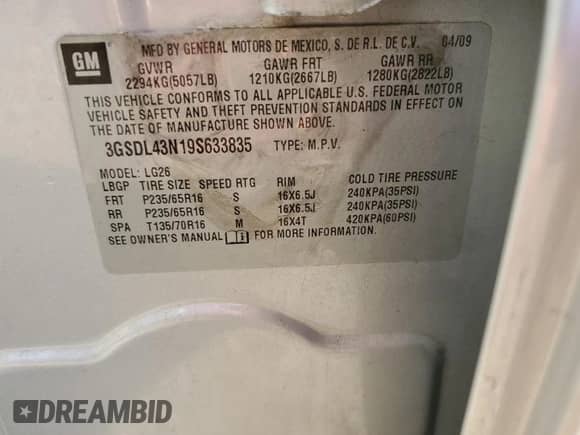 GM
MFD BY GENERAL MOTORS DE MEXICO, S. DE R.L. DE C.V. 04/09
GVWR GAWR FRT GAWR RR
2294KG(5057LB) 1210KG(2667LB) 1280KG(2822LB)
THIS VEHICLE CONFORMS TO ALL APPLICABLE U.S. FEDERAL MOTOR
VEHICLE SAFETY AND THEFT PREVENTION STANDARDS IN EFFECT ON
THE DATE OF MANUFACTURE SHOWN ABOVE.
3GSDL43N19S633835 TYPE: M.P.V.
MODEL: LG26
LBGP TIRE SIZE SPEED RTG RIM COLD TIRE PRESSURE
FRT P235/65R16 S 16X6.5J 240KPA(35PSI)
RR P235/65R16 S 16X6.5J 240KPA(35PSI)
SPA T135/70R16 M 16X4T 420KPA(60PSI)
SEE OWNER'S MANUAL FOR MORE INFORMATION.
DREAMBID